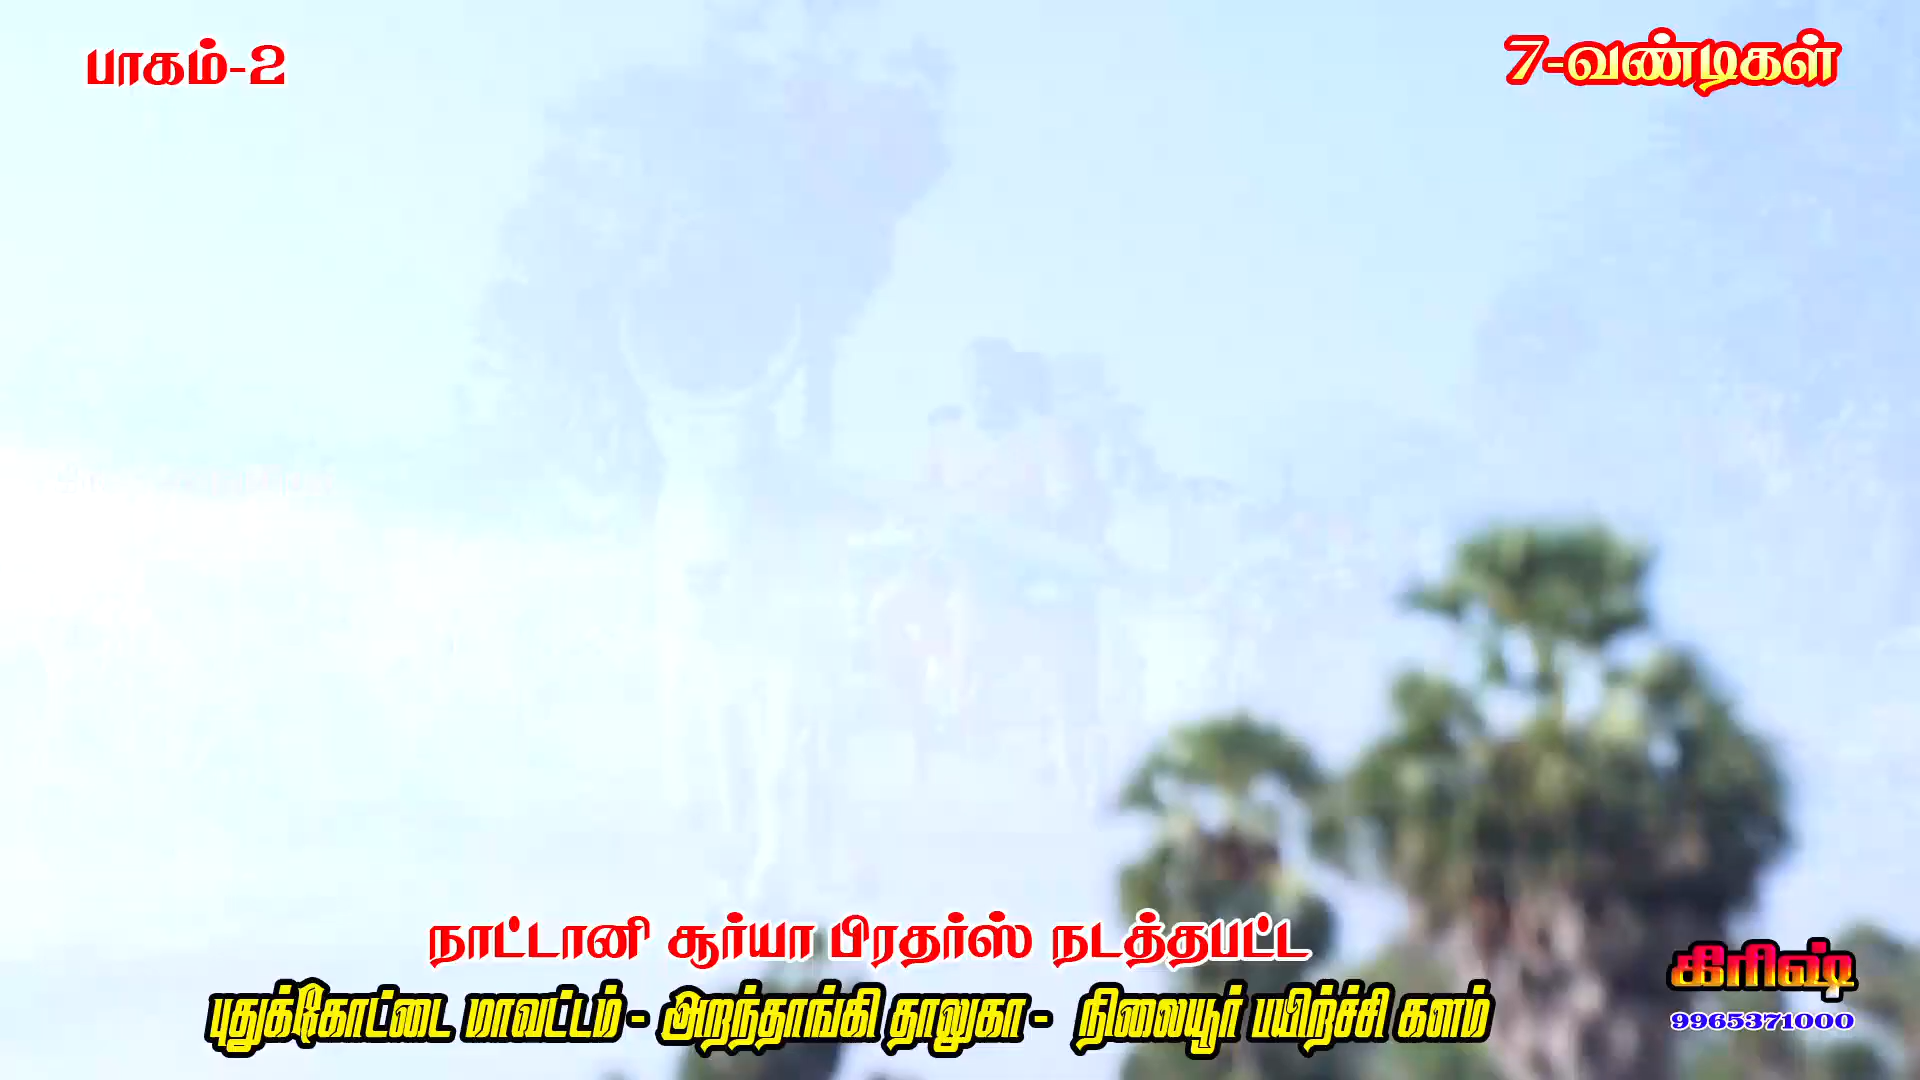 பாகம்-2
7-வண்டிகள்
நாட்டானி சூர்யா பிரதர்ஸ் நடத்தபட்ட
புதுக்கோட்டை மாவட்டம் - அறந்தாங்கி தாலுகா - நிலையூர் பயிற்ச்சி களம்
கிரிஷ்
9965371000